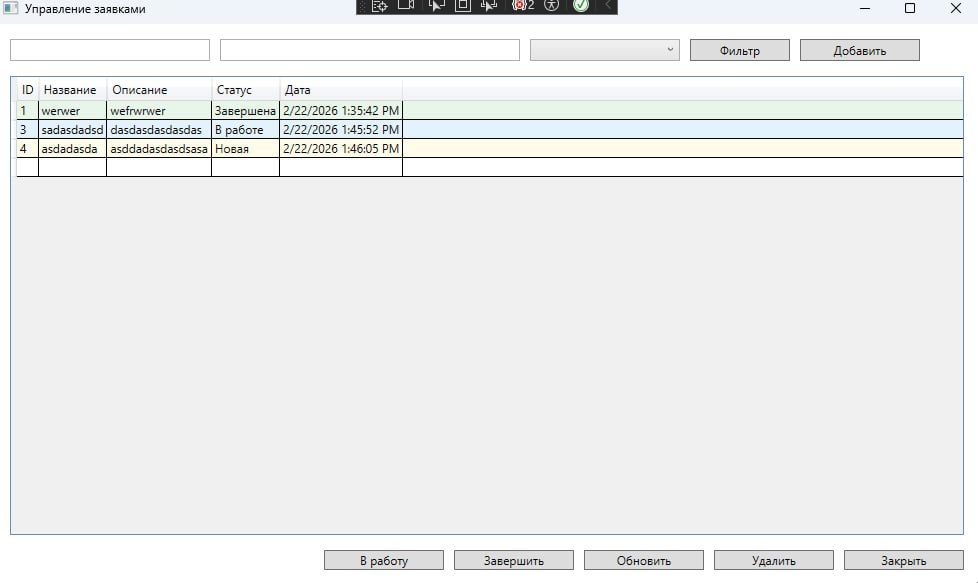 Управление заявками
2
Фильтр
Добавить
ID Название Описание Статус Дата
1 werwer wefrwrwer Завершена 2/22/2026 1:35:42 PM
3 sadasdadsd dasdasdasdasdas В работе 2/22/2026 1:45:52 PM
4 asdadasda asddadasdasdsasa Новая 2/22/2026 1:46:05 PM
В работу
Завершить
Обновить
Удалить
Закрыть